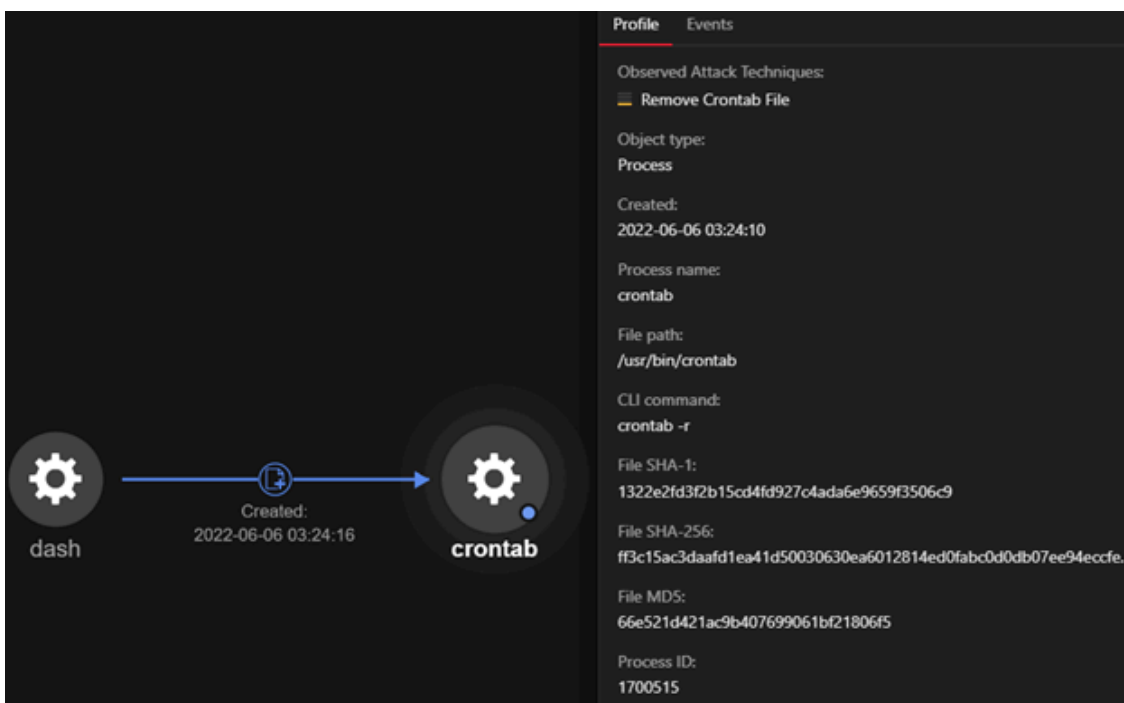 Profile Events
Observed Attack Techniques:
Remove Crontab File
Object type:
Process
Created:
2022-06-06 03:24:10
Process name:
crontab
File path:
/usr/bin/crontab
CLI command:
crontab -r
File SHA-1:
1322e2fd3f2b15cd4fd927c4ada6e9659f3506c9
File SHA-256:
ff3c15ac3daafd1ea41d50030630ea6012814ed0fabc0d0db07ee94eccfe.
File MD5:
66e521d421ac9b407699061bf21806f5
Process ID:
1700515
Created:
2022-06-06 03:24:16
dash
crontab